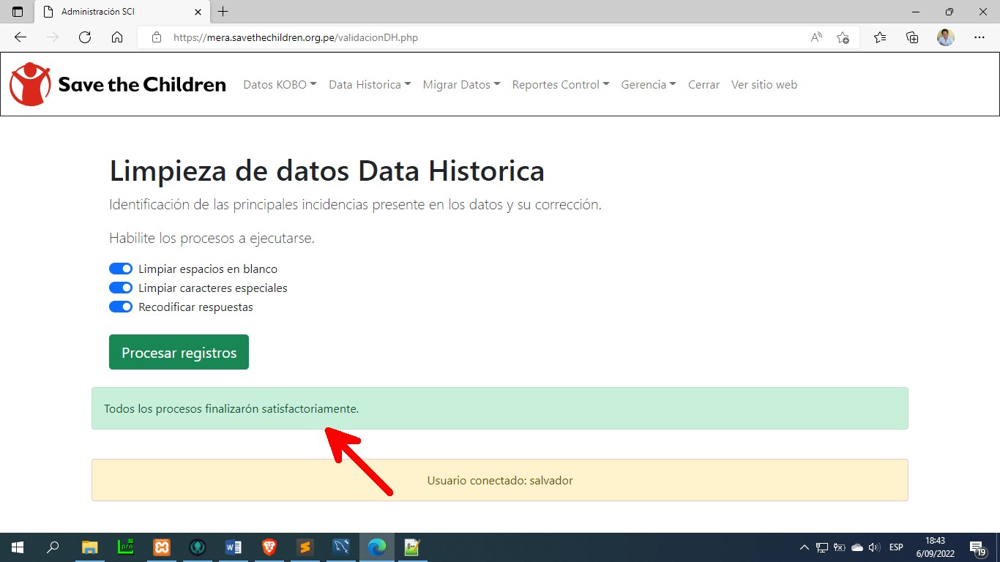 Administración SCI
https://mera.savethechildren.org.pe/validacionDH.php
Save the Children
Datos KOBO
Data Historica
Migrar Datos
Reportes Control
Gerencia
Cerrar
Ver sitio web
Limpieza de datos Data Historica
Identificación de las principales incidencias presente en los datos y su corrección.
Habilite los procesos a ejecutarse.
Limpiar espacios en blanco
Limpiar caracteres especiales
Recodificar respuestas
Procesar registros
Todos los procesos finalizarón satisfactoriamente.
Usuario conectado: salvador
ESP
18:43
6/09/2022
19